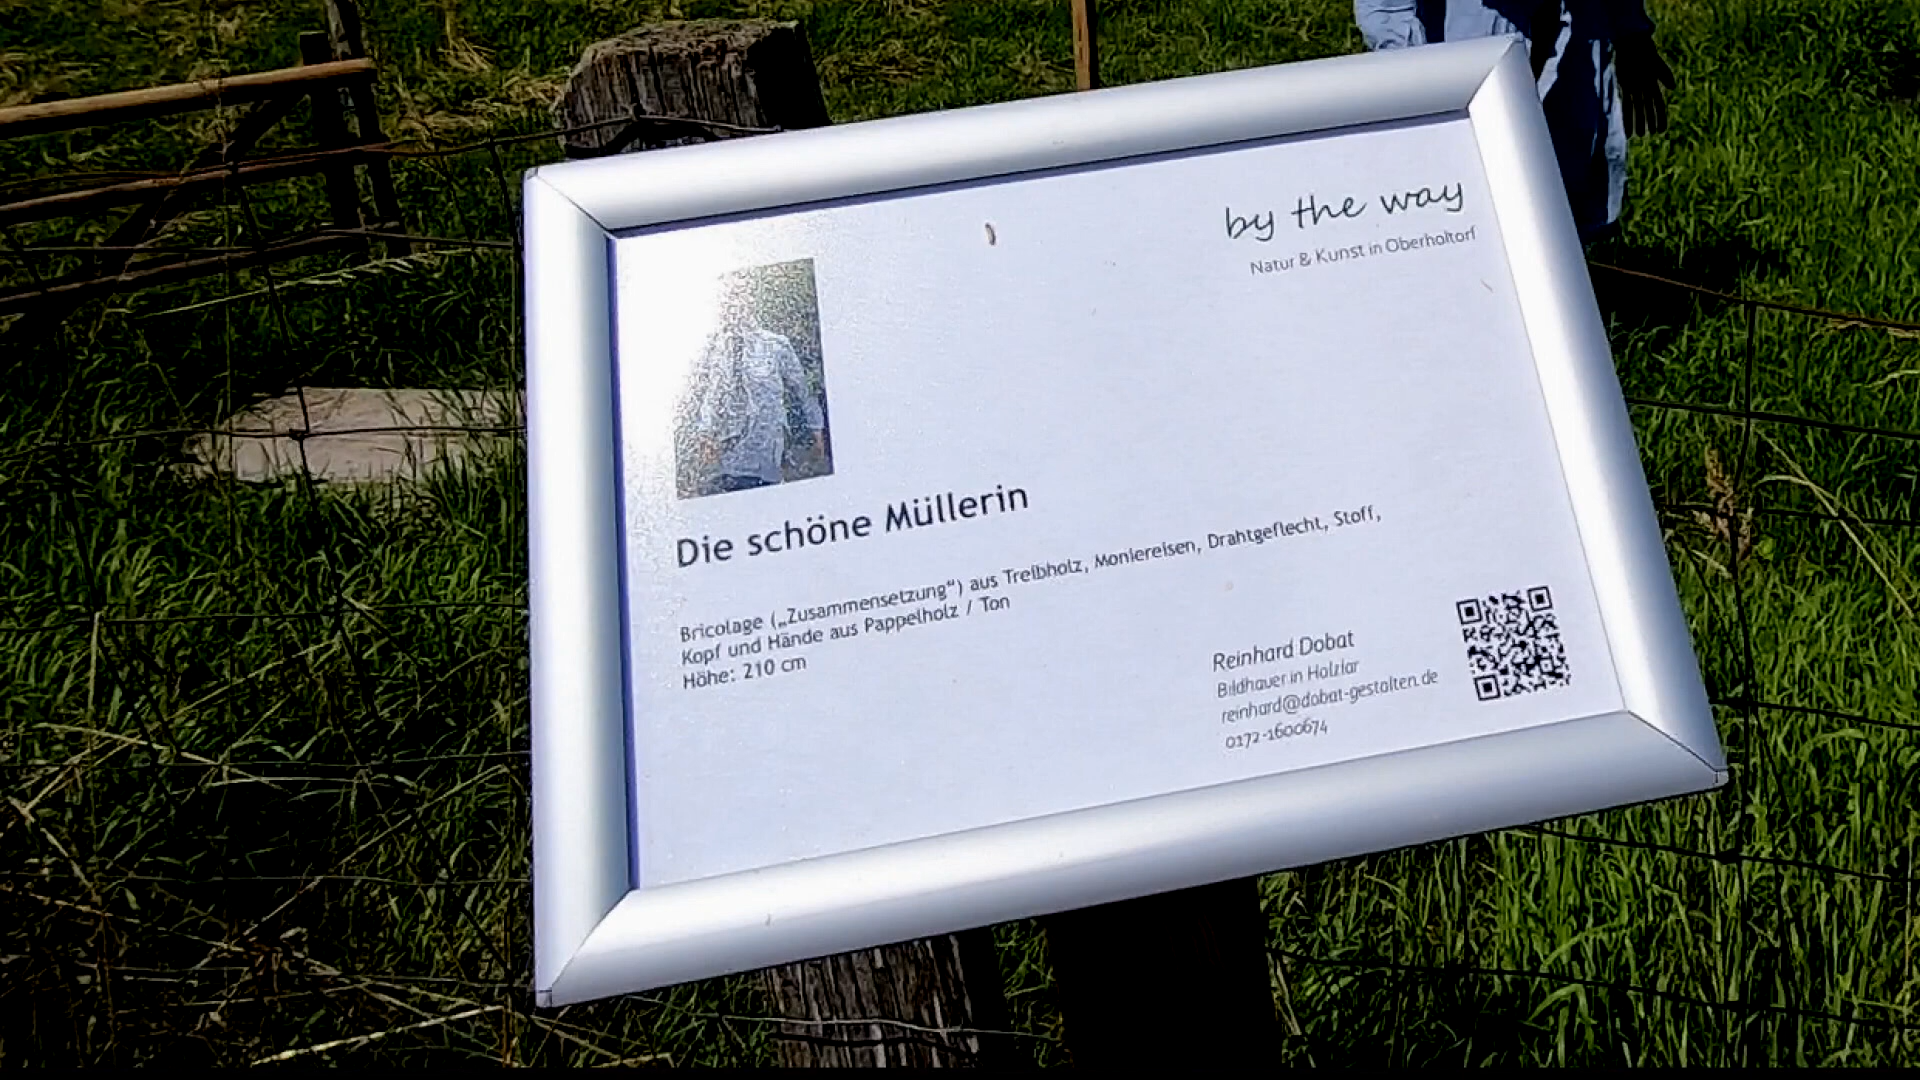 by the way
Natur & Kunst in Oberholtorf
Die schöne Müllerin
Bricolage („Zusammensetzung“) aus Treibholz, Moniereisen, Drahtgeflecht, Stoff,
Kopf und Hände aus Pappelholz / Ton
Höhe: 210 cm
Reinhard Dobat
Bildhauer in Holzlar
reinhard@dobat-gestalten.de
0172-1600674